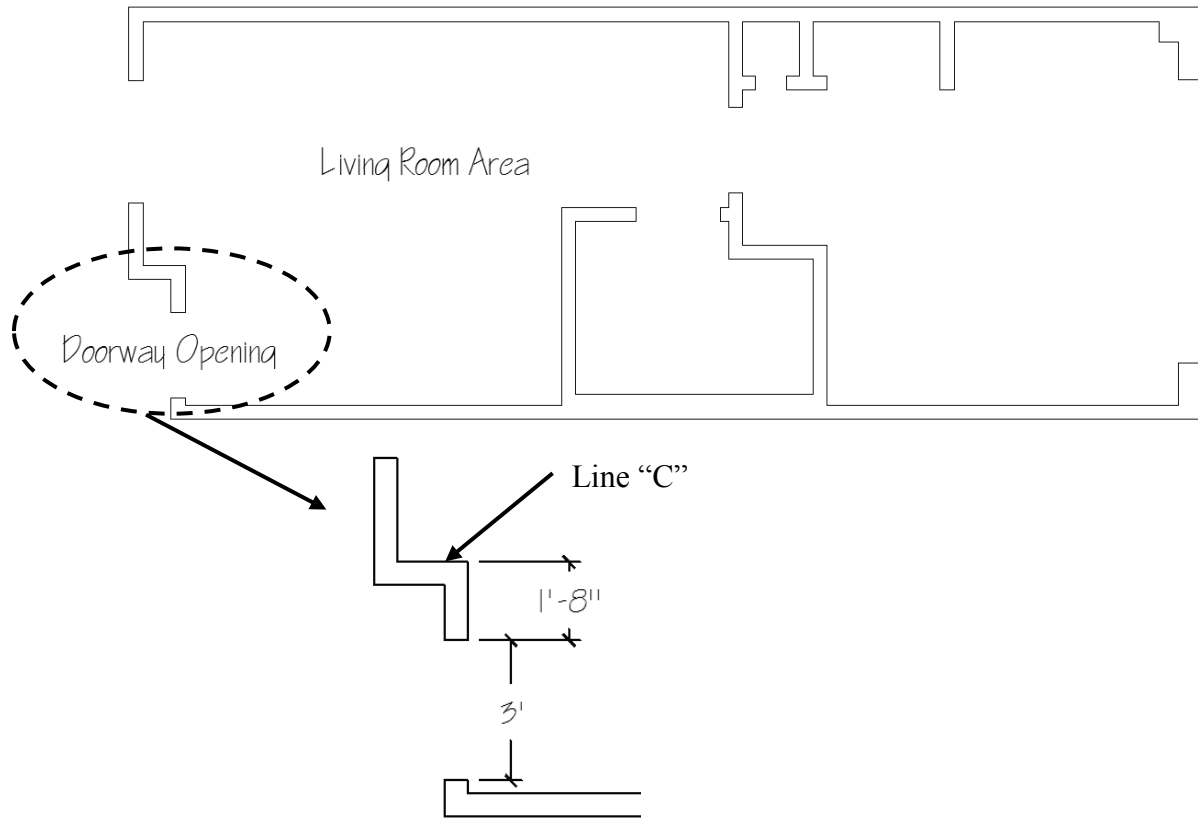 Living Room Area
Doorway Opening
Line “C”
1'-8"
3'